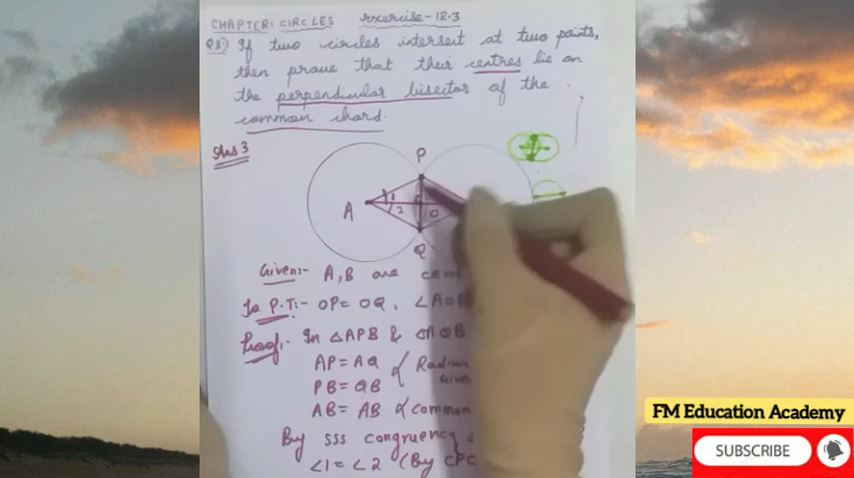 CHAPTER: CIRCLES Exercise-12.3
Q3) If two circles intersect at two points,
then prove that their centres lie on
the perpendicular bisector of the
common chord.
Ans 3
P
A 1 2 O
Q
Given:- A, B are
To P.T:- OP = OQ,
Proof:- In △APB &
AP = AQ Radius
PB = QB Given
AB = AB common
By SSS congruency
∠1 = ∠2 (By CPC
FM Education Academy
SUBSCRIBE